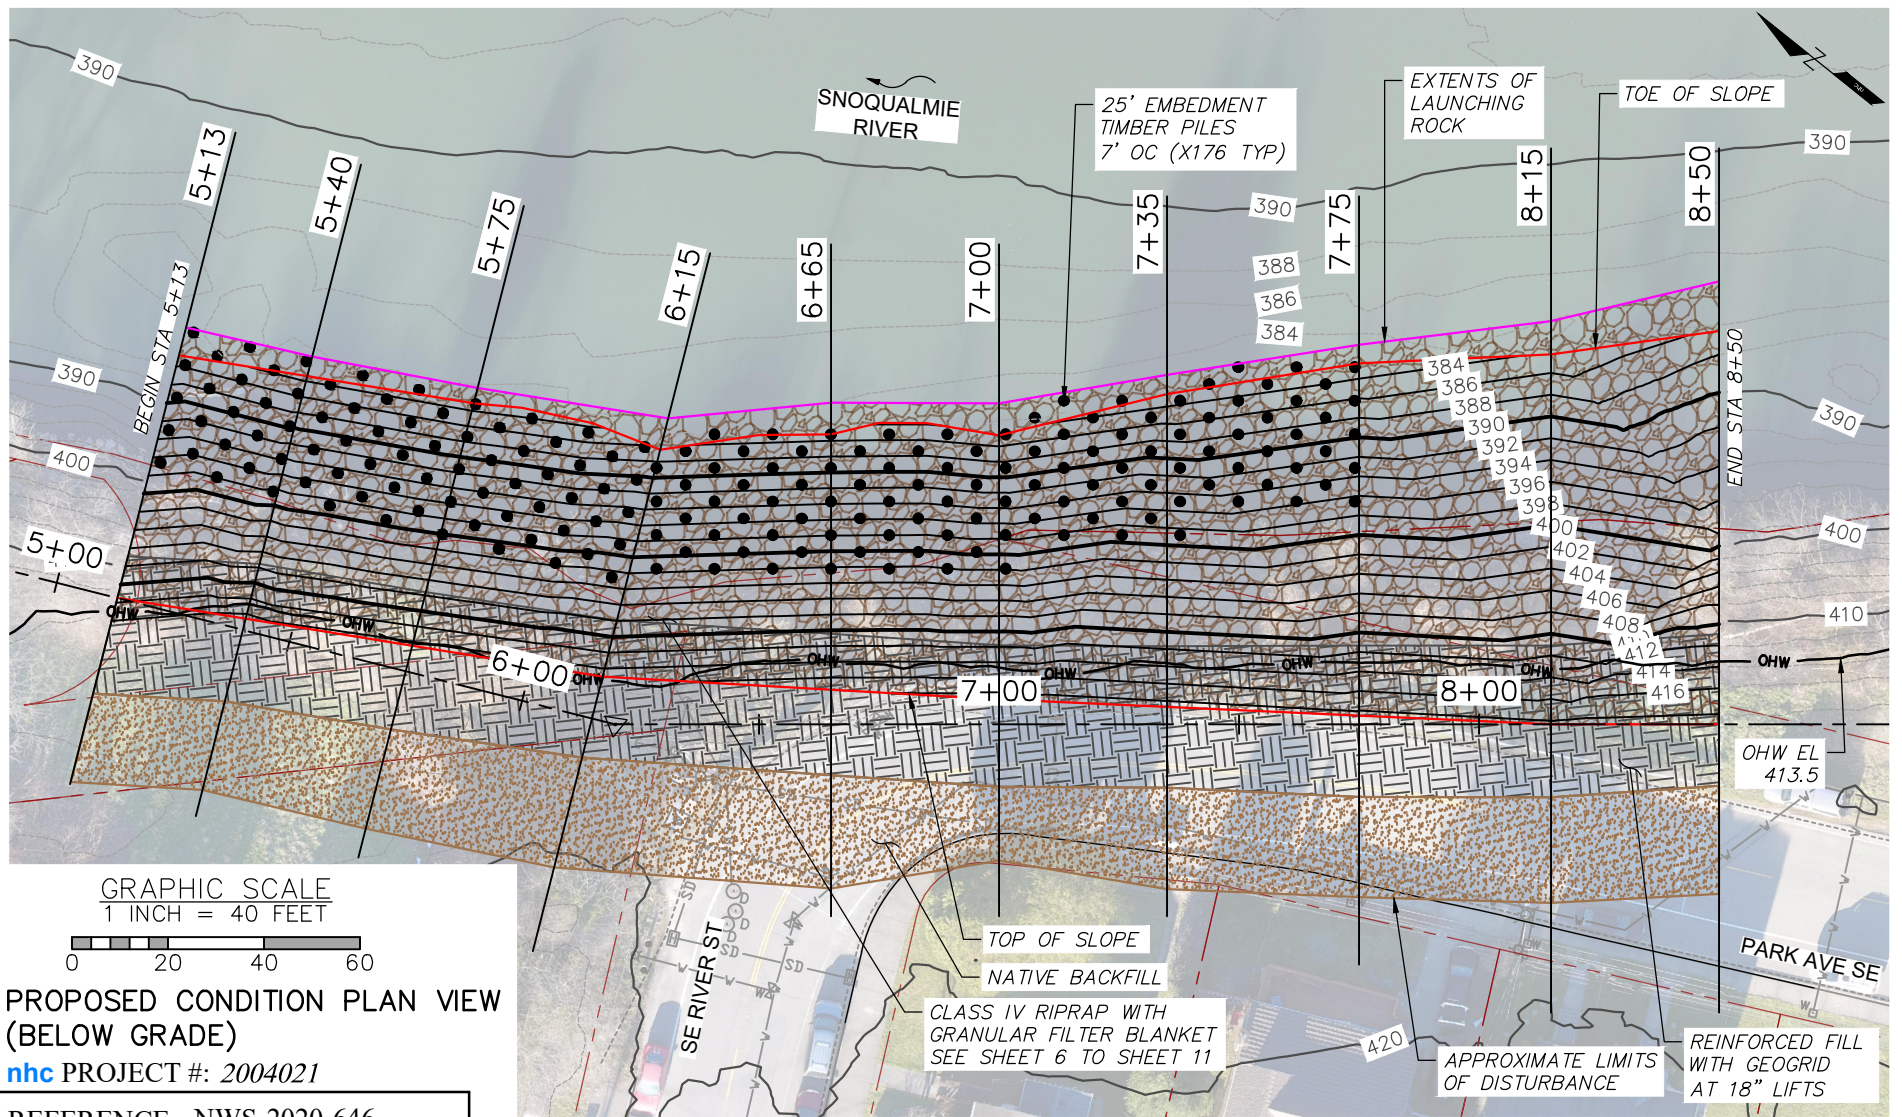 390
SNOQUALMIE
RIVER
25' EMBEDMENT
TIMBER PILES
7' OC (X176 TYP)
EXTENTS OF
LAUNCHING
ROCK
TOE OF SLOPE
390
5+13
5+40
5+75
6+15
6+65
7+00
7+35
7+75
8+15
8+50
390
388
386
384
BEGIN STA 5+13
END STA 8+50
390
390
400
400
384
386
388
390
392
394
396
398
400
402
404
406
408
412
414
416
410
5+00
6+00
7+00
8+00
OHW
OHW
OHW
OHW
OHW
OHW
OHW
OHW
OHW EL
413.5
GRAPHIC SCALE
1 INCH = 40 FEET
0 20 40 60
PROPOSED CONDITION PLAN VIEW
(BELOW GRADE)
nhc PROJECT #: 2004021
REFERENCE NWS-2020-646
SE RIVER ST
SD
SD
SD
D
D
D
W
W
W
W
W
W
W
W
TOP OF SLOPE
NATIVE BACKFILL
CLASS IV RIPRAP WITH
GRANULAR FILTER BLANKET
SEE SHEET 6 TO SHEET 11
420
APPROXIMATE LIMITS
OF DISTURBANCE
REINFORCED FILL
WITH GEOGRID
AT 18" LIFTS
PARK AVE SE